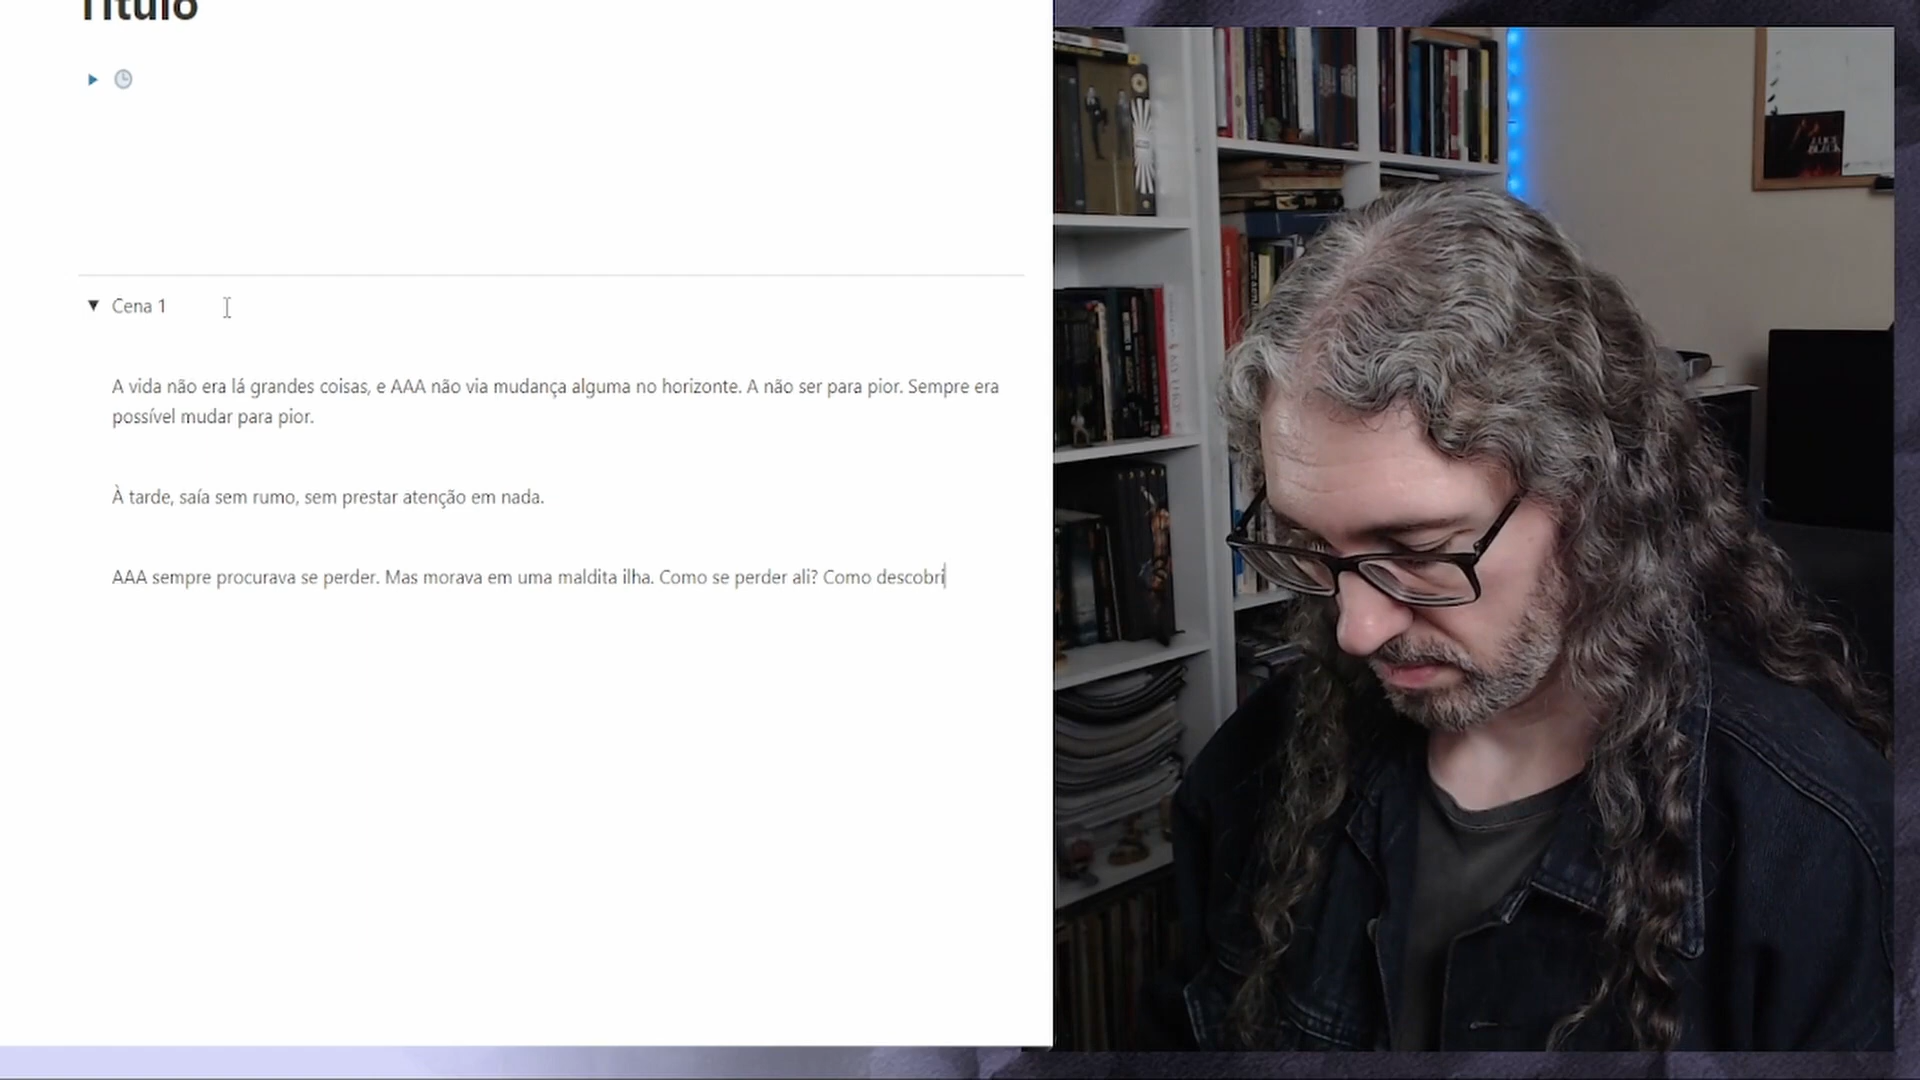 Título
Cena 1
A vida não era lá grandes coisas, e AAA não via mudança alguma no horizonte. A não ser para pior. Sempre era
possível mudar para pior.
À tarde, saía sem rumo, sem prestar atenção em nada.
AAA sempre procurava se perder. Mas morava em uma maldita ilha. Como se perder ali? Como descobri